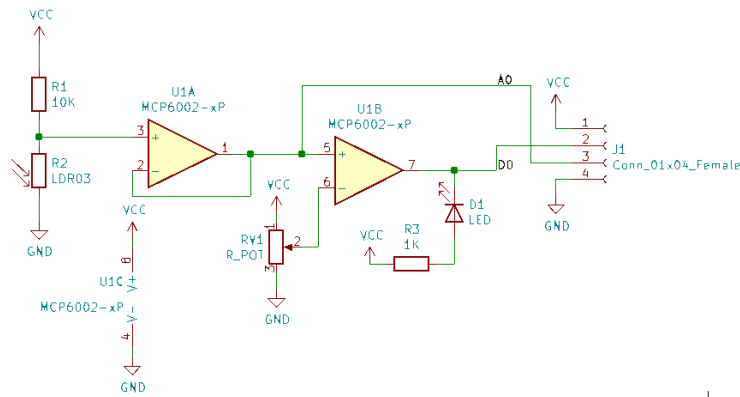 VCC
R1
10K
R2
LDR03
GND
U1A
MCP6002-xP
3
+
2
−
1
VCC
8
V+
U1C
MCP6002-xP
V−
4
GND
VCC
1
RV1
R_POT
2
3
GND
U1B
MCP6002-xP
5
+
6
−
7
A0
D0
D1
LED
R3
1K
VCC
VCC
1
2
3
4
J1
Conn_01x04_Female
GND